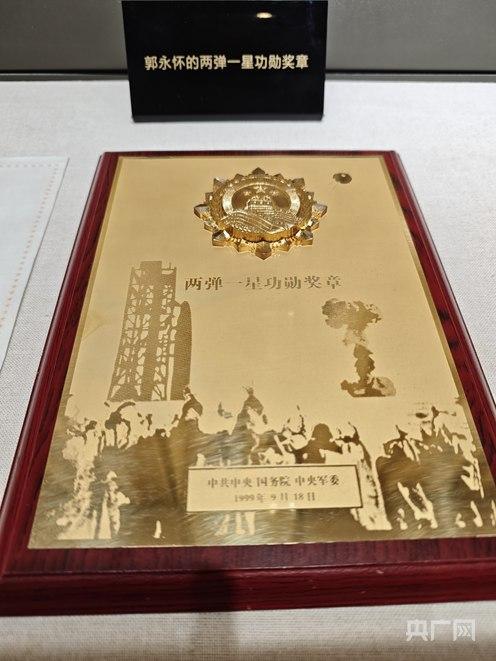 郭永怀的两弹一星功勋奖章
两弹一星功勋奖章
中共中央 国务院 中央军委
1999年 9月 18日
央广网